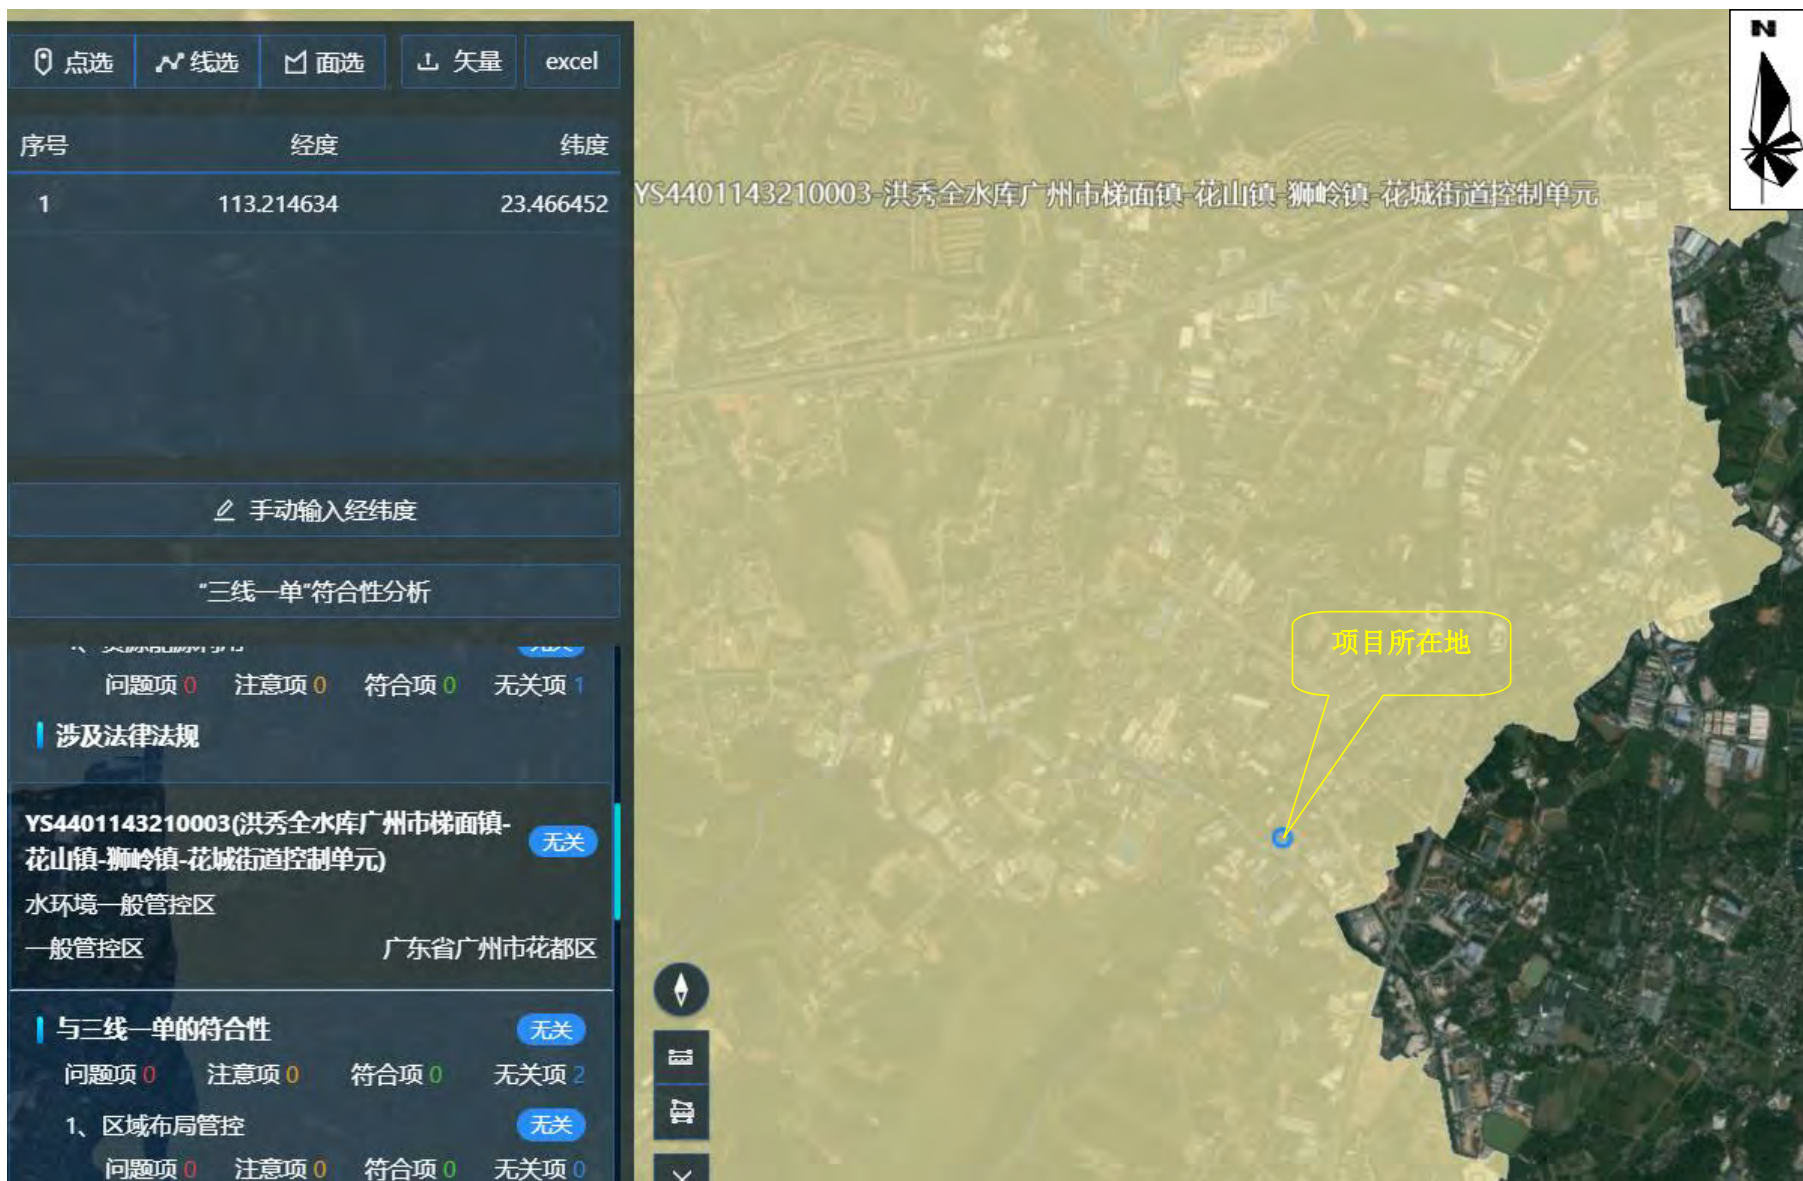 点选 线选 面选 矢量 excel
N
序号 经度 纬度
1 113.214634 23.466452
YS4401143210003-洪秀全水库广州市梯面镇-花山镇-狮岭镇-花城街道控制单元
手动输入经纬度
“三线一单”符合性分析
项目所在地
问题项 0 注意项 0 符合项 0 无关项 1
涉及法律法规
YS4401143210003(洪秀全水库广州市梯面镇-
花山镇-狮岭镇-花城街道控制单元)
无关
水环境一般管控区
一般管控区 广东省广州市花都区
与三线一单的符合性 无关
问题项 0 注意项 0 符合项 0 无关项 2
1、区域布局管控 无关
问题项 0 注意项 0 符合项 0 无关项 0